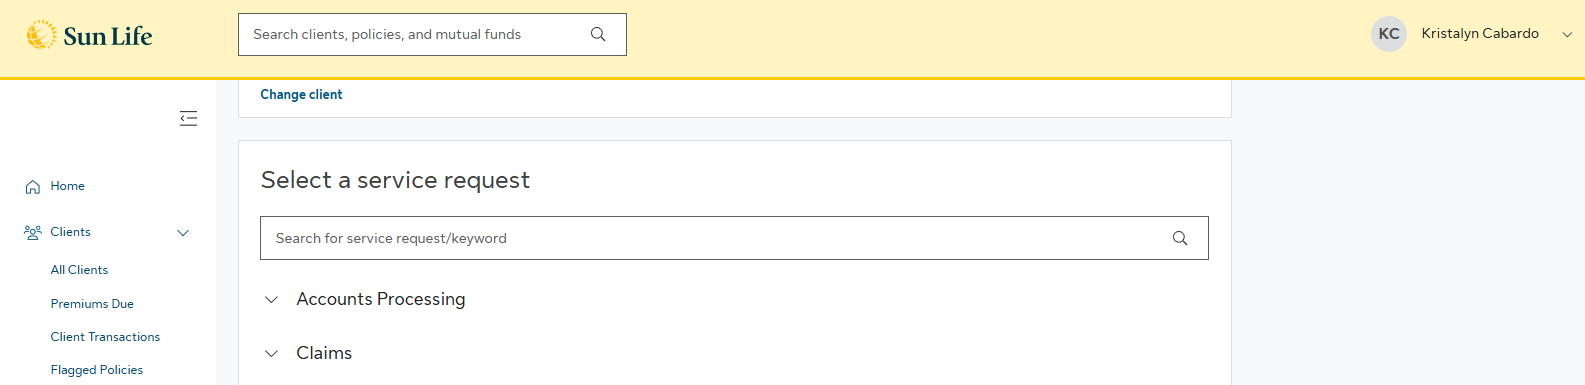 Sun Life
Search clients, policies, and mutual funds
KC
Kristalyn Cabardo
Change client
Home
Clients
All Clients
Premiums Due
Client Transactions
Flagged Policies
Select a service request
Search for service request/keyword
Accounts Processing
Claims